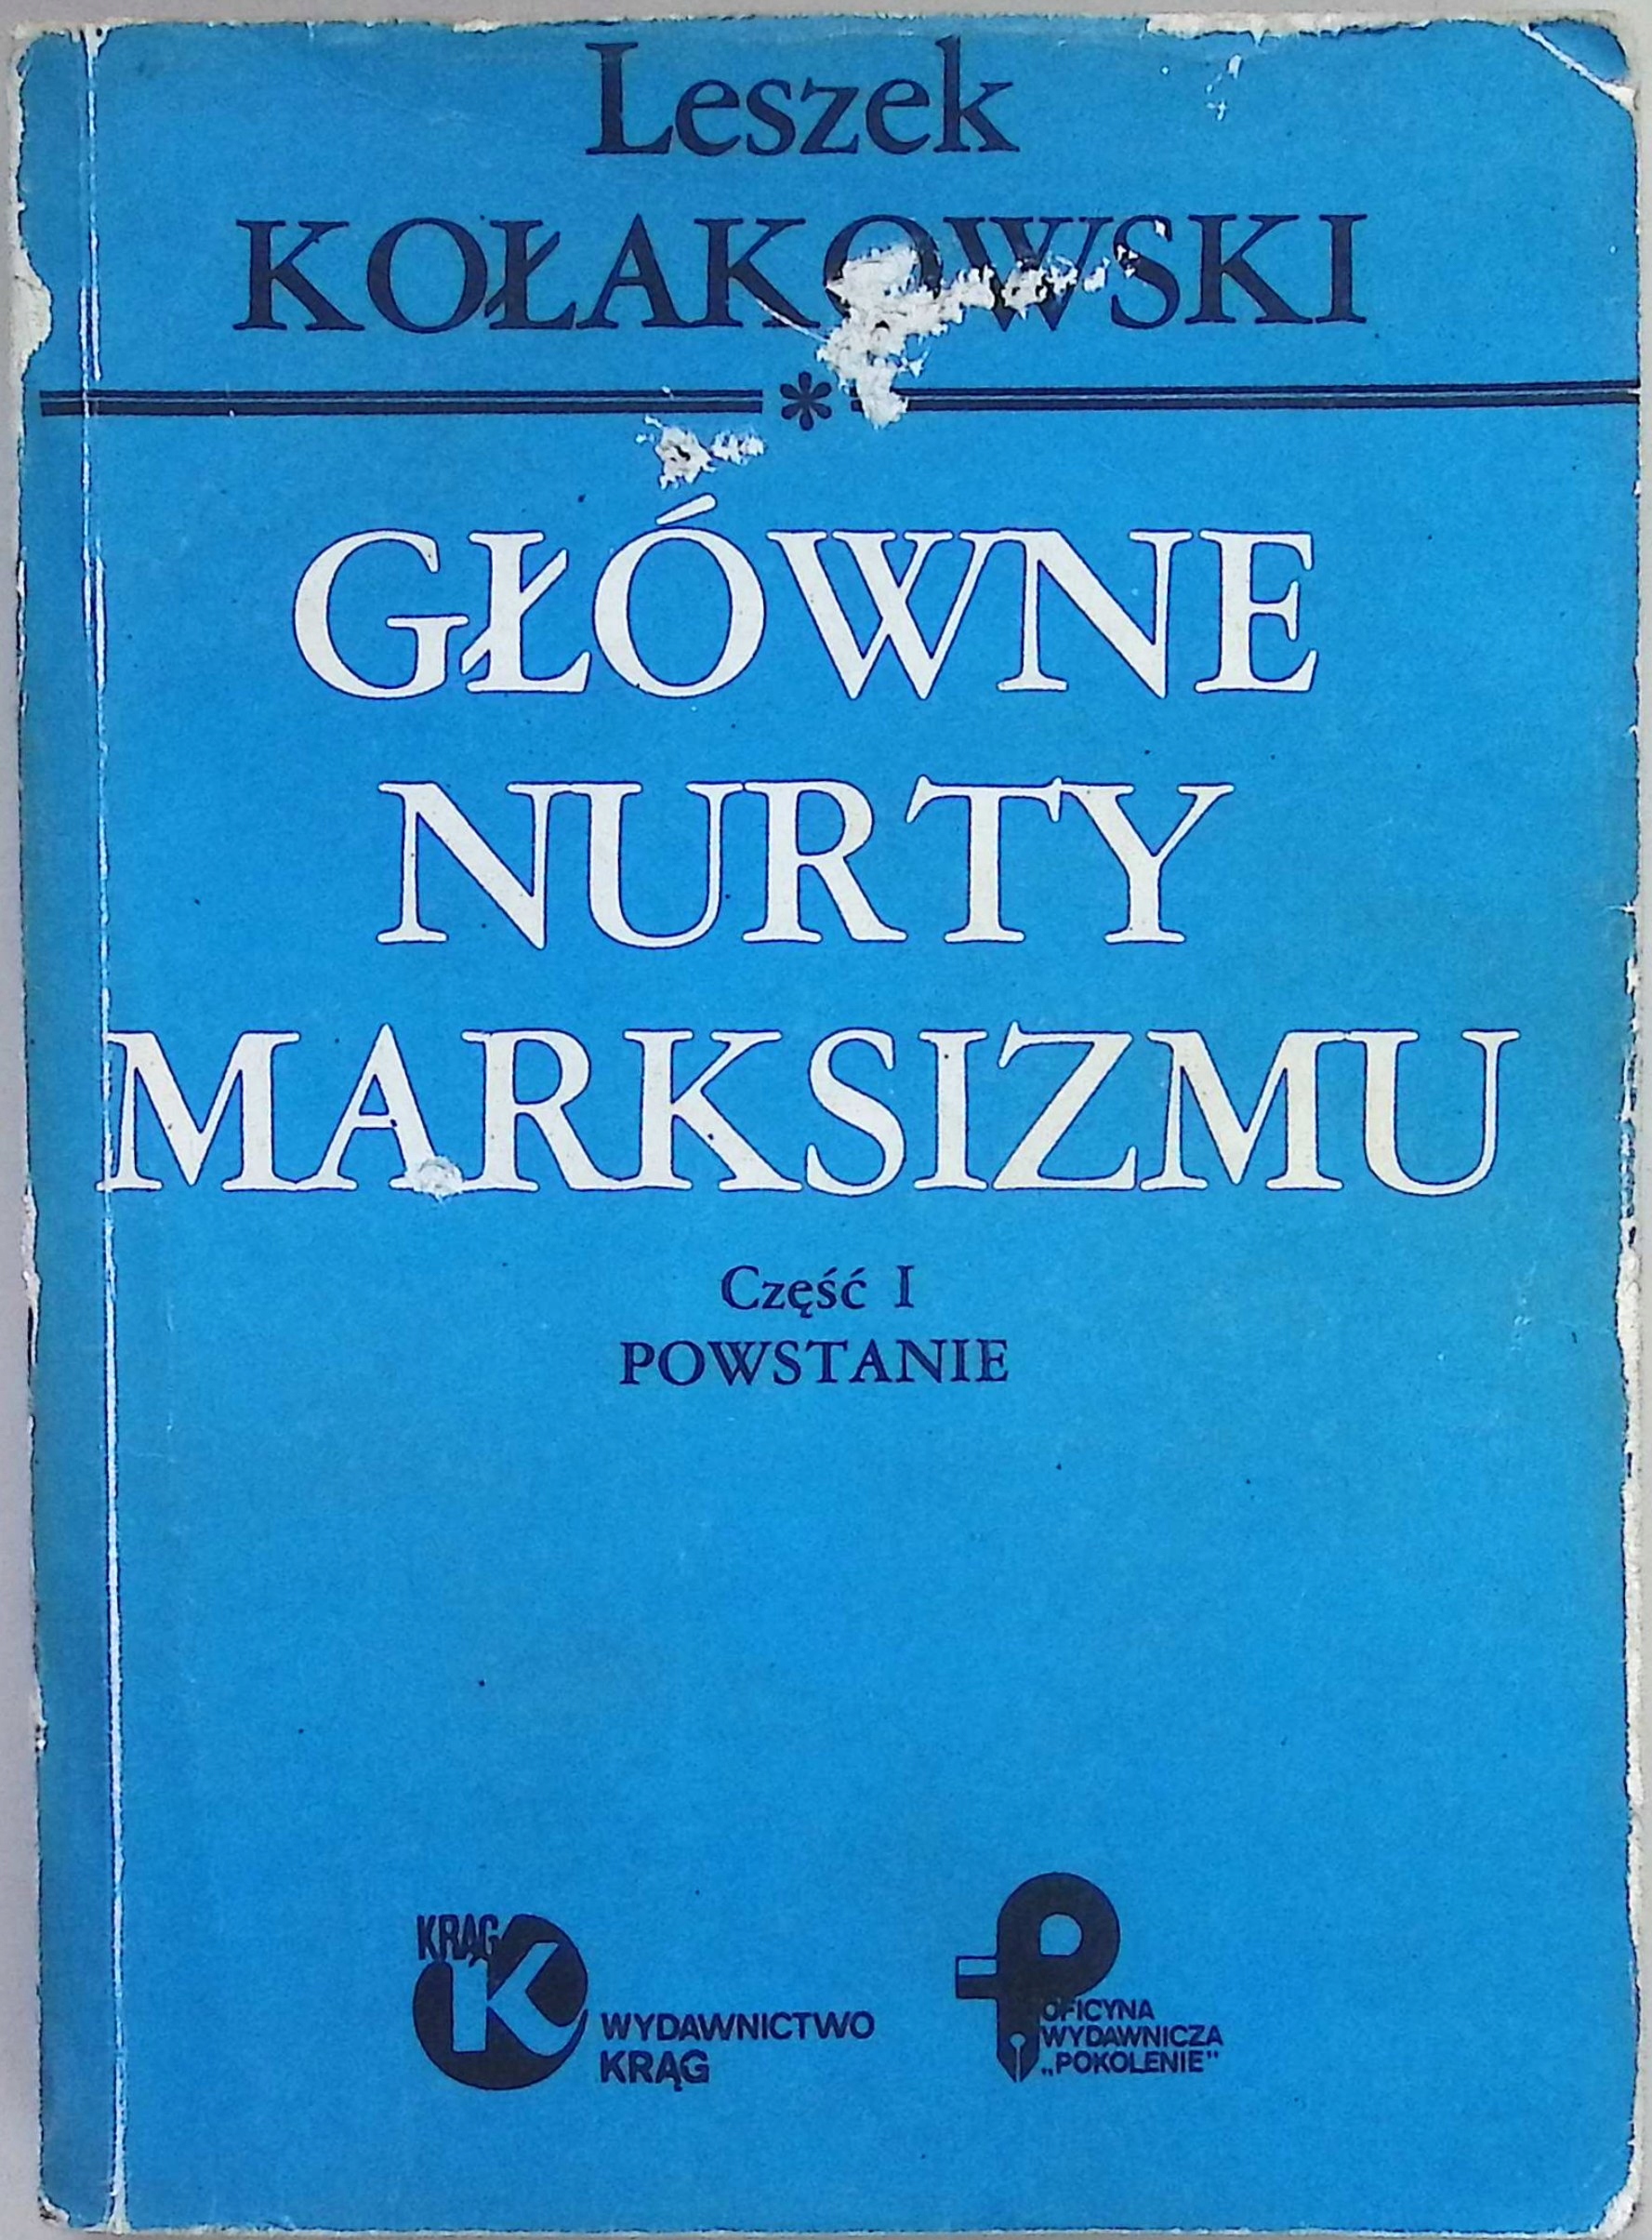 Leszek
KOŁAKOWSKI
*
GŁÓWNE
NURTY
MARKSIZMU
Część I
POWSTANIE
KRĄG
K
WYDAWNICTWO
KRĄG
P
OFICYNA
WYDAWNICZA
„POKOLENIE"